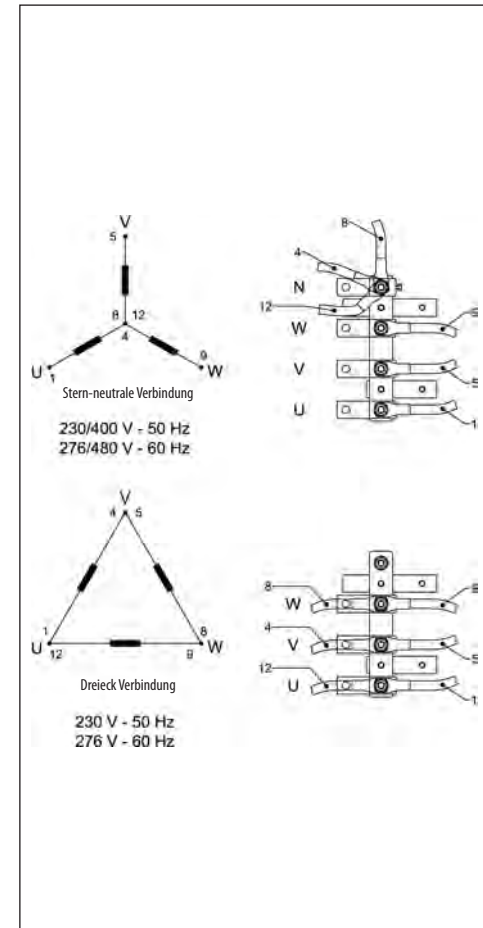 V
5
8 12
4
U 1
9 W
Stern-neutrale Verbindung
230/400 V - 50 Hz
276/480 V - 60 Hz
8
4
N
12
W
V
5
U
1
V
4 5
1
U 12
8
9 W
Dreieck Verbindung
230 V - 50 Hz
276 V - 60 Hz
8
W
4
V
5
12
U
1